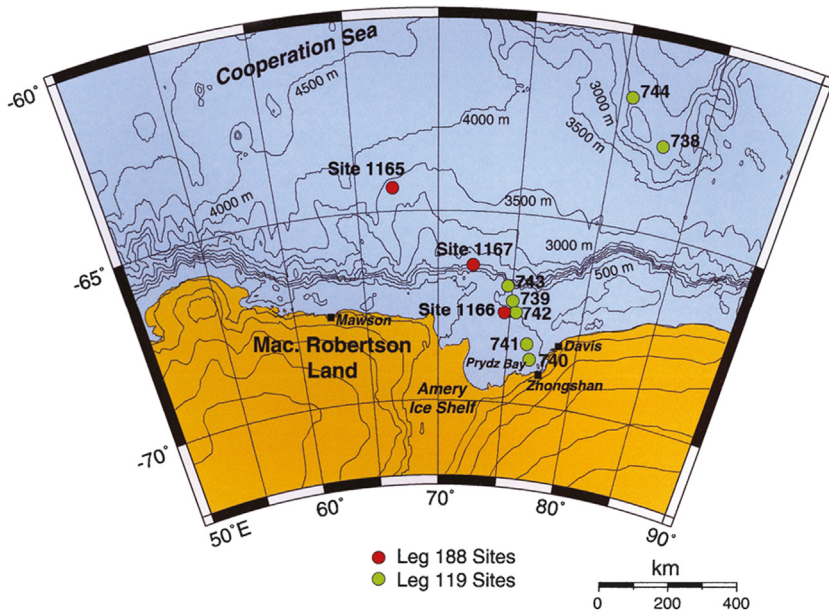 Cooperation Sea
-60°
4500 m
3000 m
744
3500 m
738
4000 m
Site 1165
4000 m
3500 m
-65°
Site 1167
3000 m
500 m
743
739
Site 1166
742
Mawson
741
Davis
Mac. Robertson
Land
Prydz Bay
740
Zhongshan
Amery
Ice Shelf
-70°
50°E
60°
70°
80°
90°
Leg 188 Sites
Leg 119 Sites
km
0 200 400